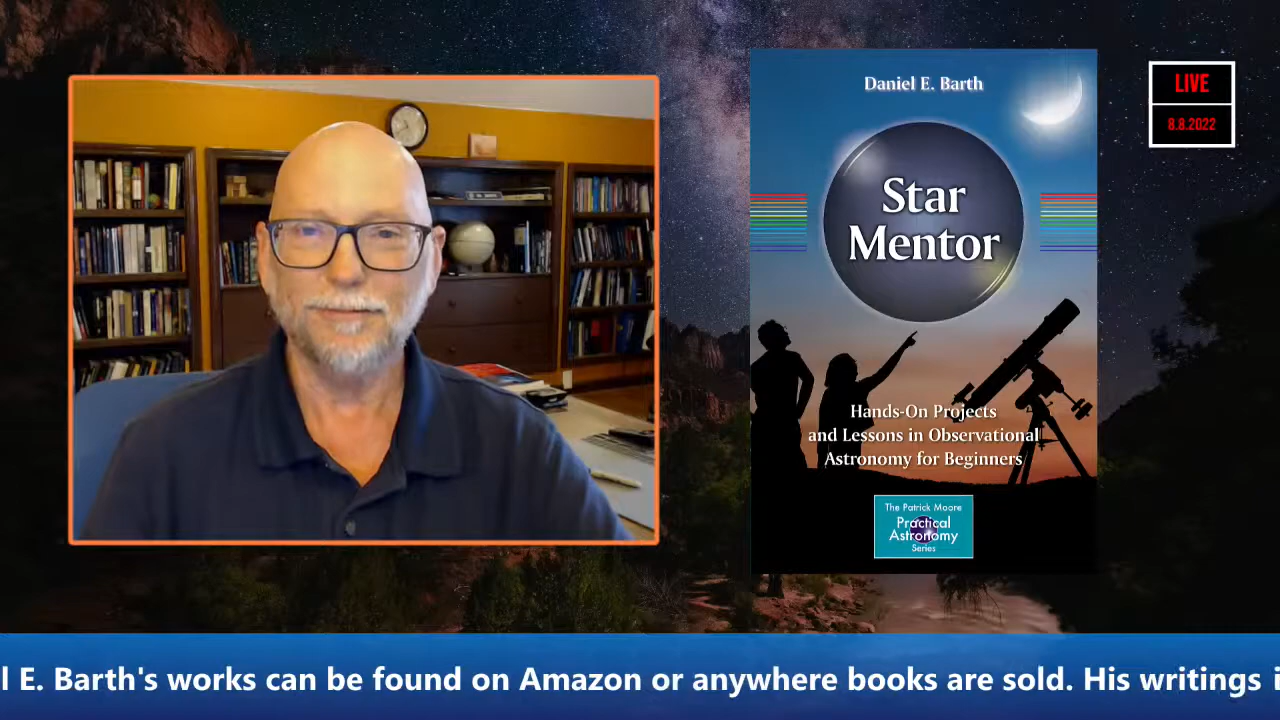 Daniel E. Barth
Star
Mentor
Hands-On Projects
and Lessons in Observational
Astronomy for Beginners
The Patrick Moore
Practical
Astronomy
Series
LIVE
8.8.2022
l E. Barth's works can be found on Amazon or anywhere books are sold. His writings i